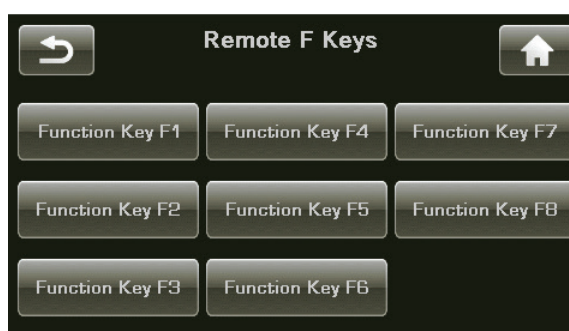 Remote F Keys
Function Key F1
Function Key F4
Function Key F7
Function Key F2
Function Key F5
Function Key F8
Function Key F3
Function Key F6